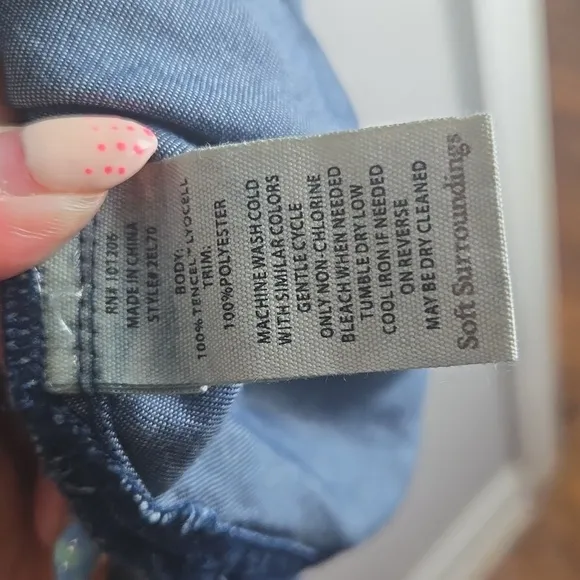 RN# 101206
MADE IN CHINA
STYLE# 2EL70
BODY:
100% TENCEL™ LYOCELL
TRIM:
100%POLYESTER
MACHINE WASH COLD
WITH SIMILAR COLORS
GENTLE CYCLE
ONLY NON-CHLORINE
BLEACH WHEN NEEDED
TUMBLE DRY LOW
COOL IRON IF NEEDED
ON REVERSE
MAY BE DRY CLEANED
Soft Surroundings